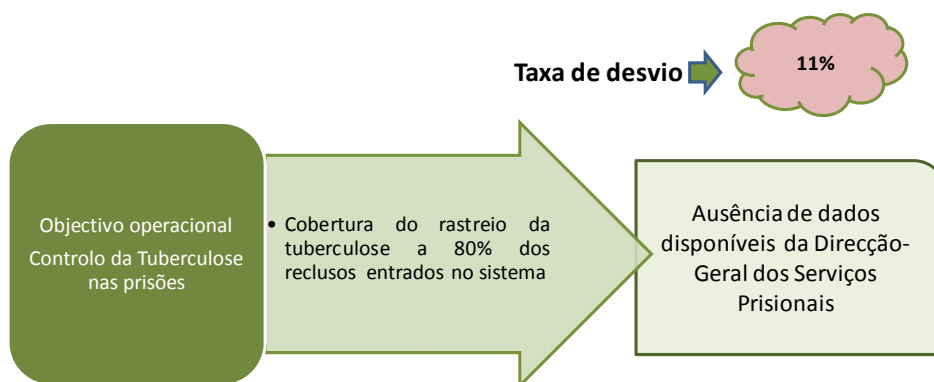 Taxa de desvio
11%
Objectivo operacional
Controlo da Tuberculose
nas prisões
• Cobertura do rastreio da
tuberculose a 80% dos
reclusos entrados no sistema
Ausência de dados
disponíveis da Direcção-
Geral dos Serviços
Prisionais